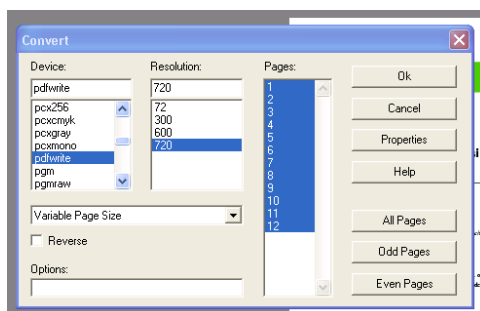 Convert
Device:
pdfwrite
pcx256
pcxcmyk
pcxgray
pcxmono
pdfwrite
pgm
pgmraw
Resolution:
720
72
300
600
720
Pages:
1
2
3
4
5
6
7
8
9
10
11
12
Variable Page Size
Reverse
Options:
Ok
Cancel
Properties
Help
All Pages
Odd Pages
Even Pages